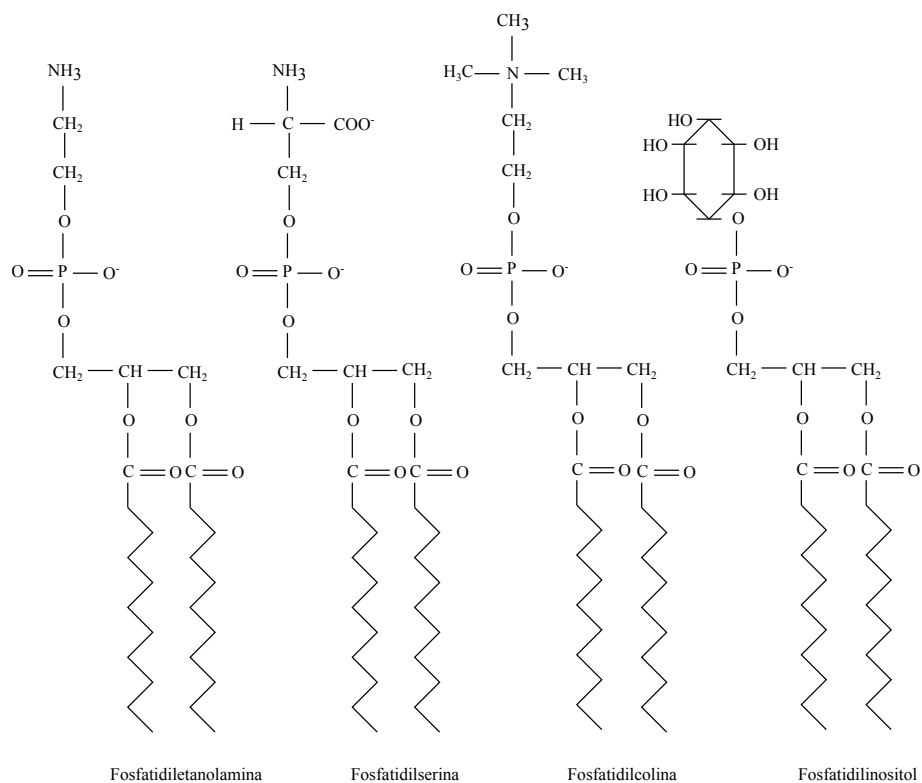 CH3
NH3 NH3 H3C N CH3
CH2 H C COO- CH2 HO
HO OH
CH2 CH2 CH2
HO OH
O O O O
O P O- O P O- O P O- O P O-
O O O O
CH2 CH CH2 CH2 CH CH2 CH2 CH CH2 CH2 CH CH2
O O O O O O O O
C O C O C O C O C O C O C O C O
Fosfatidiletanolamina Fosfatidilserina Fosfatidilcolina Fosfatidilinositol